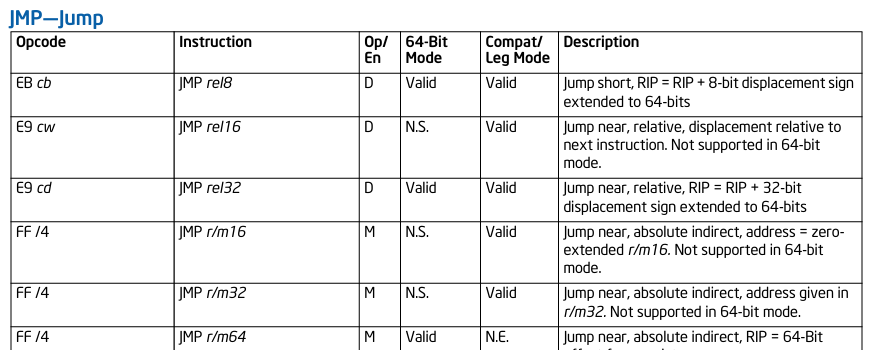 JMP—Jump
Opcode Instruction Op/ En 64-Bit Mode Compat/ Leg Mode Description
EB cb JMP rel8 D Valid Valid Jump short, RIP = RIP + 8-bit displacement sign
extended to 64-bits
E9 cw JMP rel16 D N.S. Valid Jump near, relative, displacement relative to
next instruction. Not supported in 64-bit
mode.
E9 cd JMP rel32 D Valid Valid Jump near, relative, RIP = RIP + 32-bit
displacement sign extended to 64-bits
FF /4 JMP r/m16 M N.S. Valid Jump near, absolute indirect, address = zero-
extended r/m16. Not supported in 64-bit
mode.
FF /4 JMP r/m32 M N.S. Valid Jump near, absolute indirect, address given in
r/m32. Not supported in 64-bit mode.
FF /4 JMP r/m64 M Valid N.E. Jump near, absolute indirect, RIP = 64-Bit